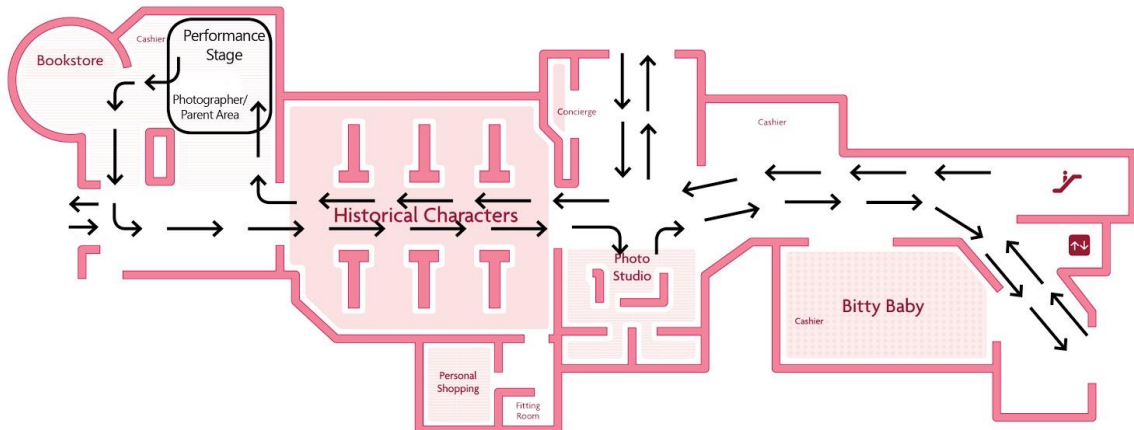 Bookstore
Cashier
Performance
Stage
Photographer/
Parent Area
Historical Characters
Concierge
Cashier
Photo
Studio
Bitty Baby
Cashier
Personal
Shopping
Fitting
Room